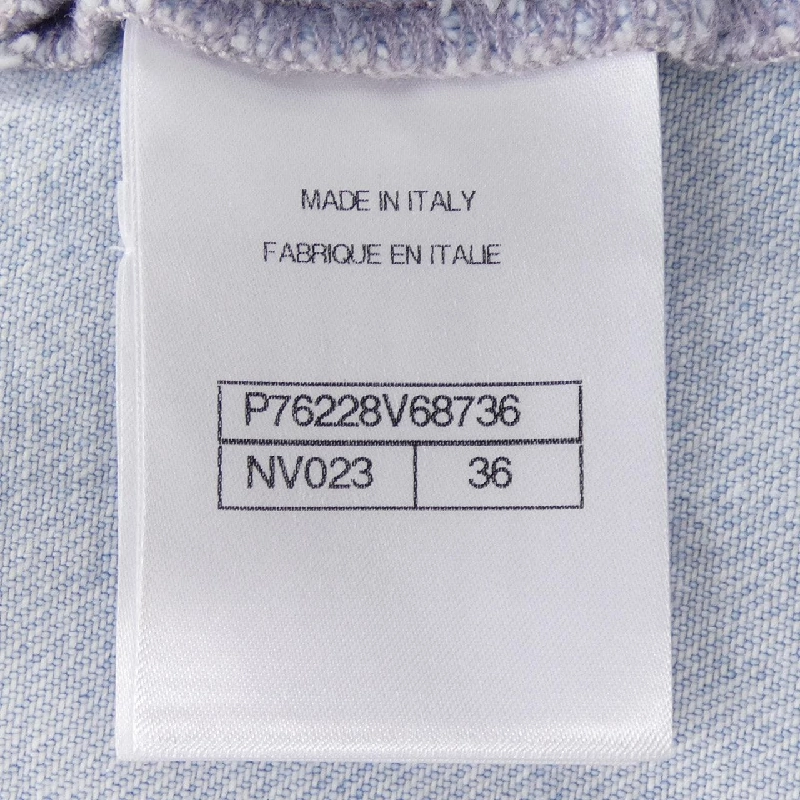 MADE IN ITALY
FABRIQUE EN ITALIE
P76228V68736
NV023 36